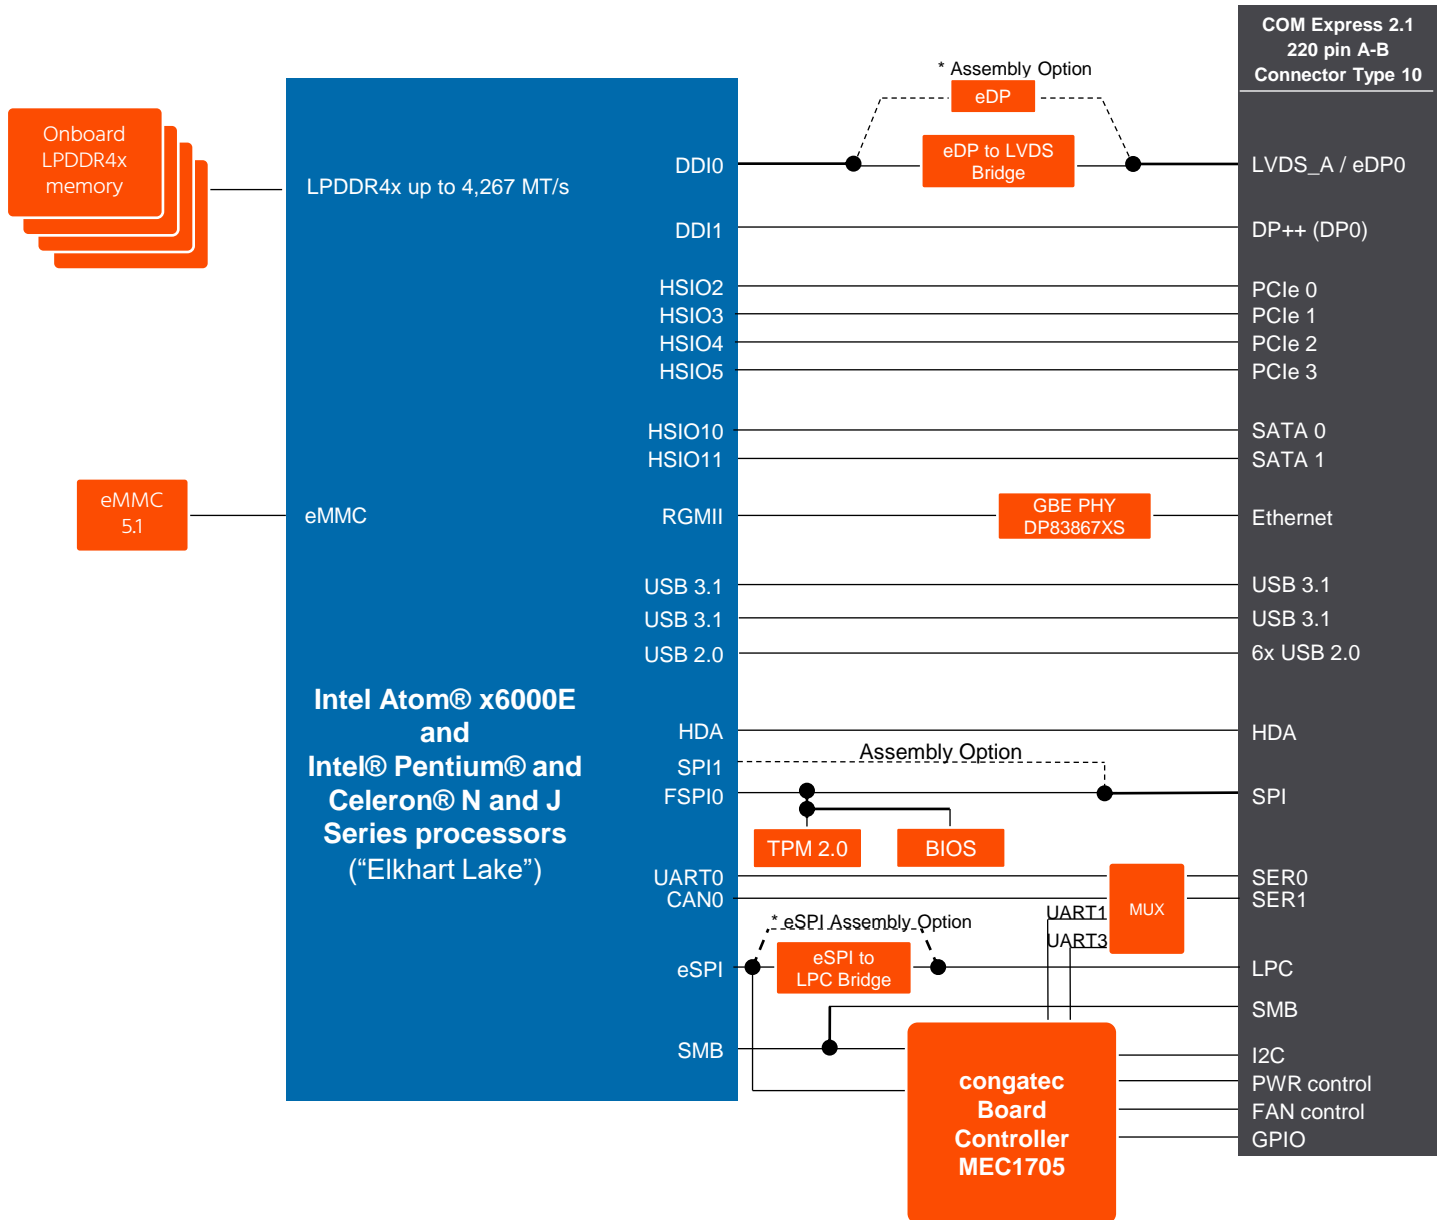 COM Express 2.1
220 pin A-B
Connector Type 10
* Assembly Option
eDP
Onboard
LPDDR4x
memory
LPDDR4x up to 4,267 MT/s
DDI0
eDP to LVDS
Bridge
LVDS_A / eDP0
DDI1
DP++ (DP0)
HSIO2
PCIe 0
HSIO3
PCIe 1
HSIO4
PCIe 2
HSIO5
PCIe 3
HSIO10
SATA 0
HSIO11
SATA 1
eMMC
5.1
eMMC
RGMII
GBE PHY
DP83867XS
Ethernet
USB 3.1
USB 3.1
USB 3.1
USB 3.1
USB 2.0
6x USB 2.0
Intel Atom® x6000E
and
Intel® Pentium® and
Celeron® N and J
Series processors
(“Elkhart Lake”)
HDA
HDA
Assembly Option
SPI1
FSPI0
SPI
TPM 2.0
BIOS
UART0
SER0
CAN0
SER1
MUX
UART1
UART3
* eSPI Assembly Option
eSPI
eSPI to
LPC Bridge
LPC
SMB
SMB
I2C
PWR control
FAN control
GPIO
congatec
Board
Controller
MEC1705